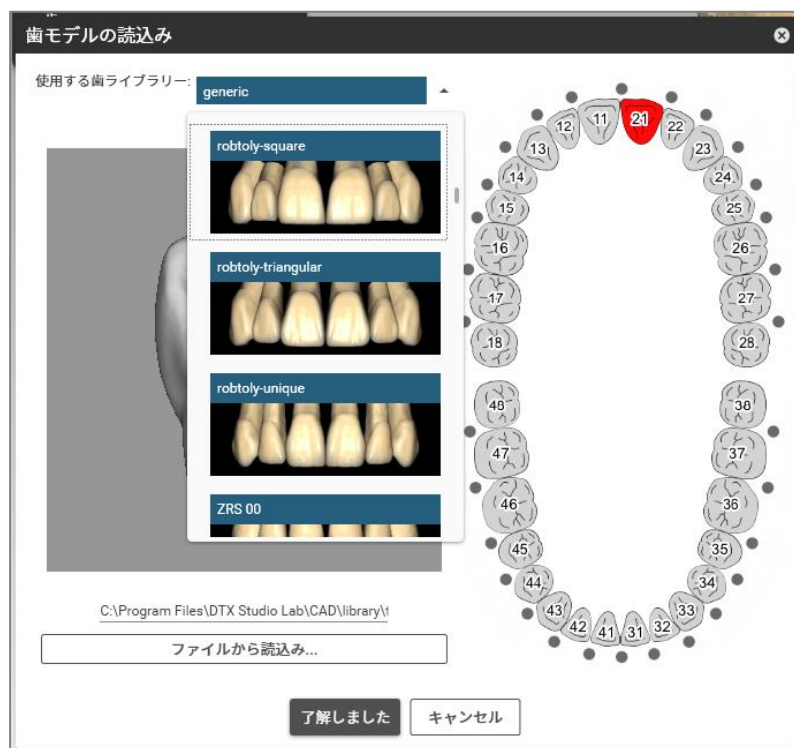 歯モデルの読込み
使用する歯ライブラリー:
generic
robtoly-square
robtoly-triangular
robtoly-unique
ZRS 00
11 21
12 22
13 23
14 24
15 25
16 26
17 27
18 28
48 38
47 37
46 36
45 35
44 34
43 33
42 41 31 32
C:\Program Files\DTX Studio Lab\CAD\library\t
ファイルから読込み...
了解しました
キャンセル